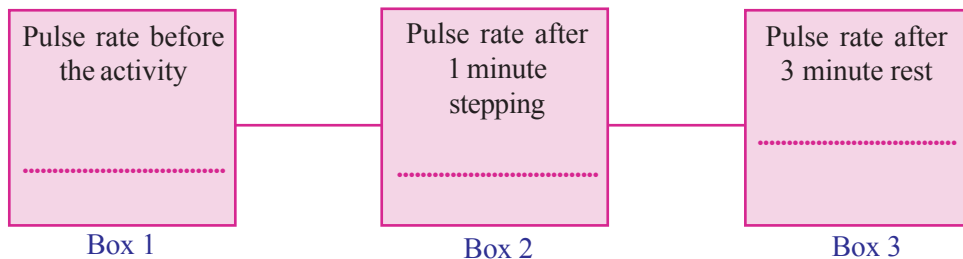 Pulse rate before
the activity
Box 1
Pulse rate after
1 minute
stepping
Box 2
Pulse rate after
3 minute rest
Box 3